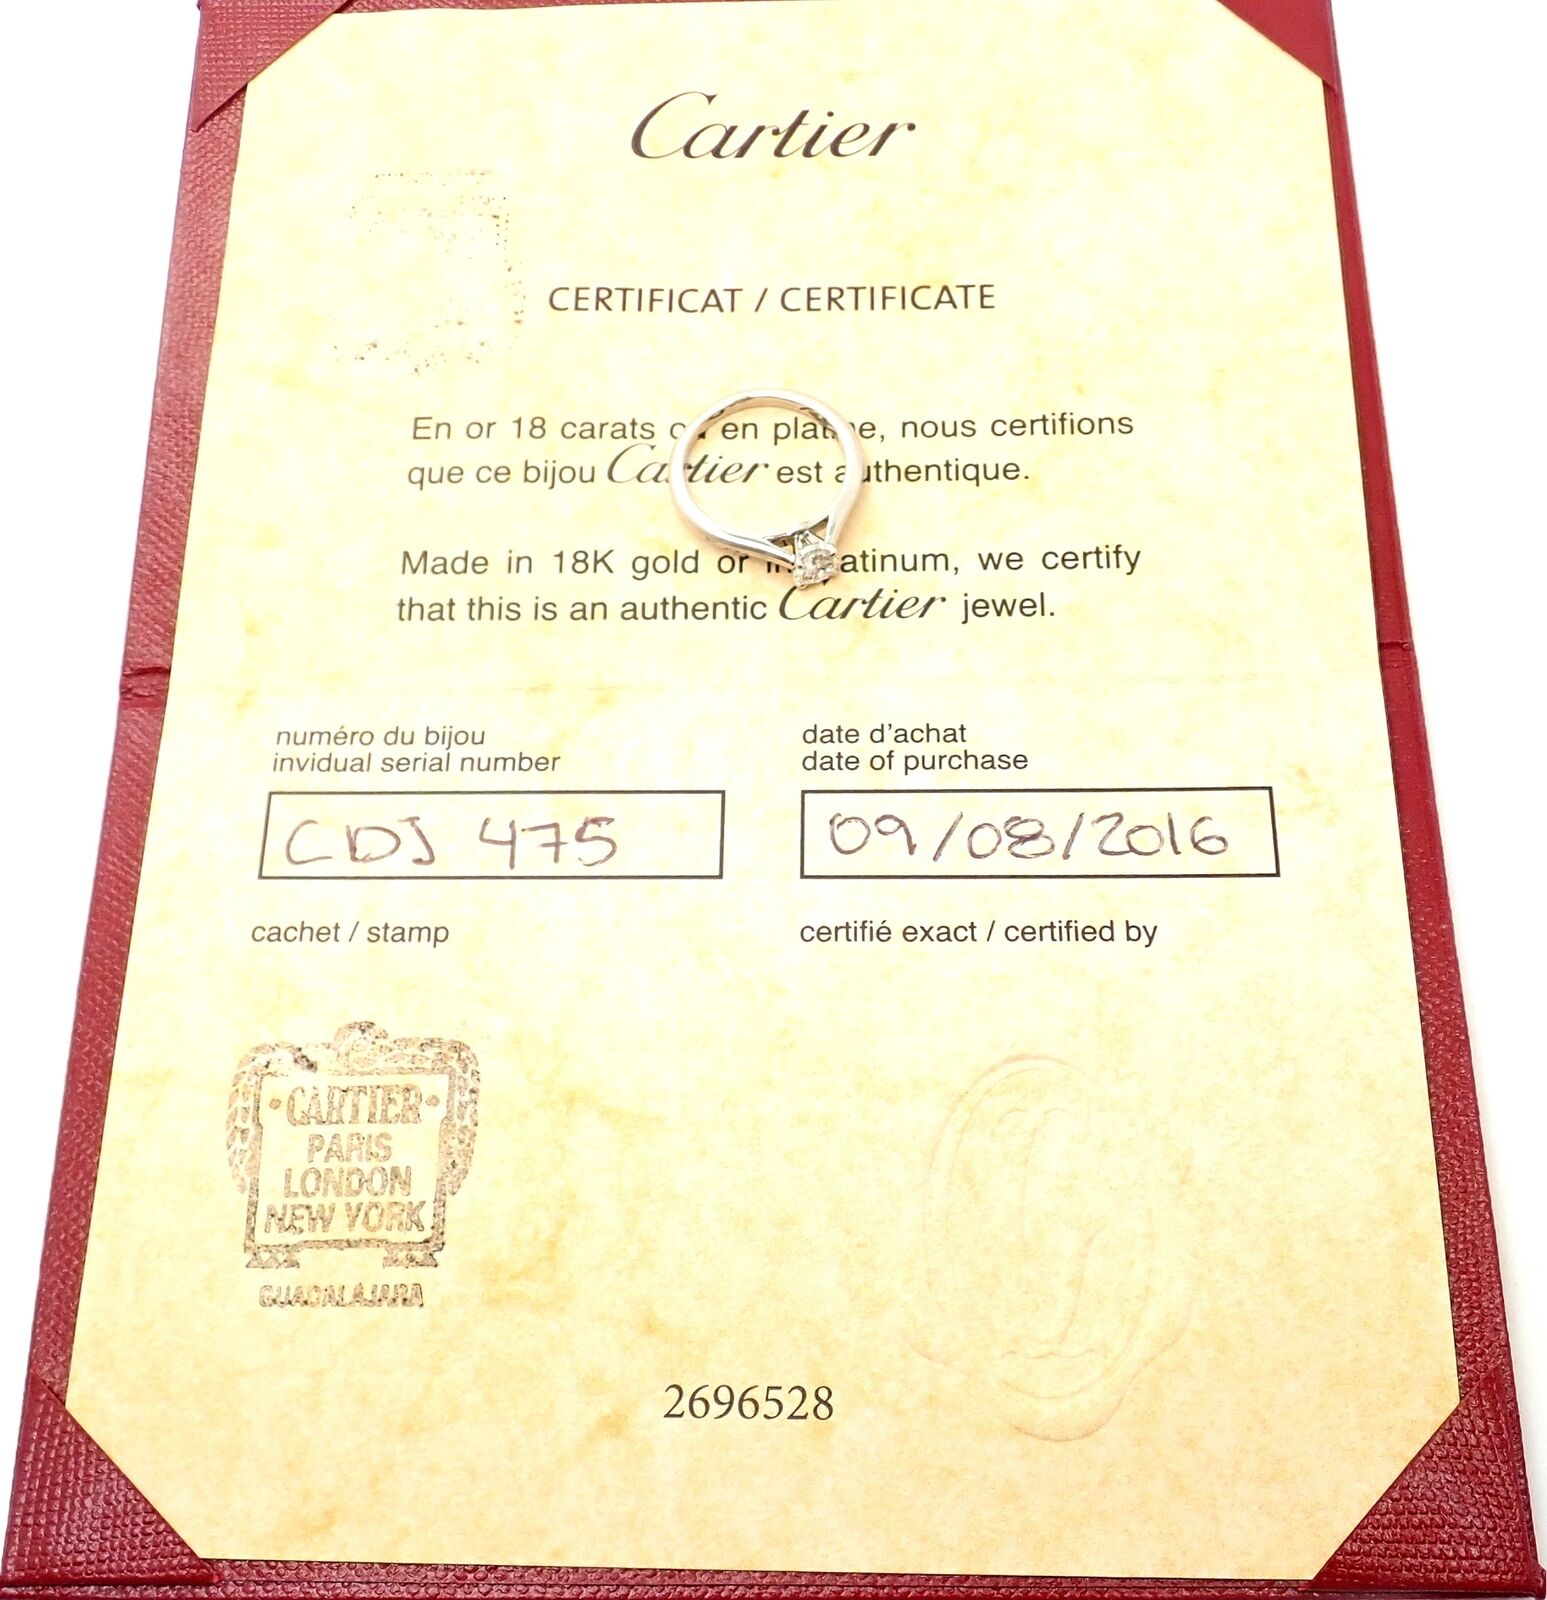 Cartier
CERTIFICAT / CERTIFICATE
En or 18 carats en, nous certifions
que ce bijou Cartier est authentique.
Made in 18K gold or, we certify
that this is an authentic Cartier jewel.
numéro du bijou
invidual serial number
CDJ 475
date d'achat
date of purchase
09/08/2016
cachet / stamp
certifié exact / certified by
CARTIER
PARIS
LONDON
NEW YORK
GUADALAJARA
2696528